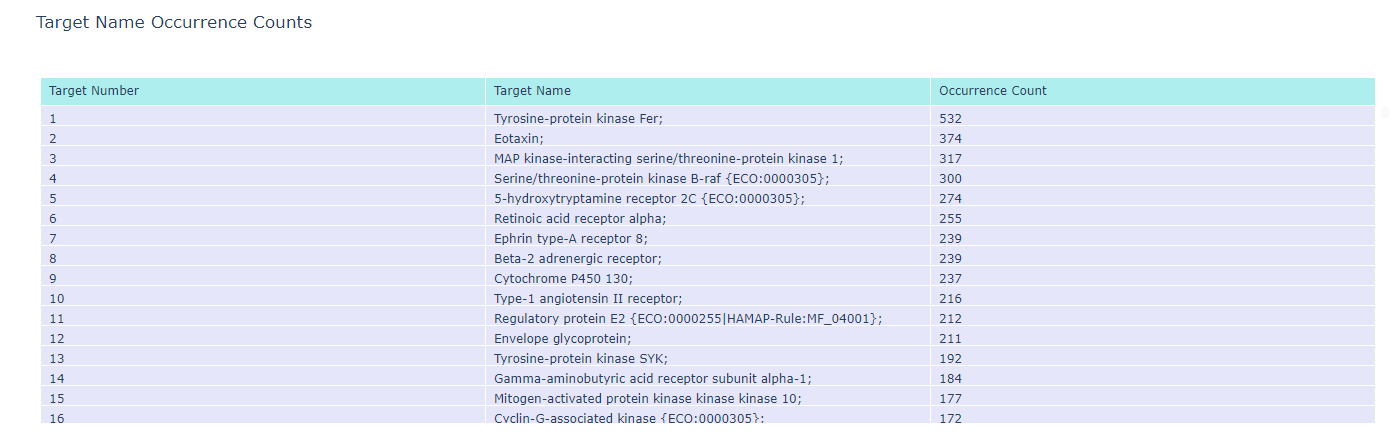 Target Name Occurrence Counts
Target Number Target Name Occurrence Count
1 Tyrosine-protein kinase Fer; 532
2 Eotaxin; 374
3 MAP kinase-interacting serine/threonine-protein kinase 1; 317
4 Serine/threonine-protein kinase B-raf {ECO:0000305}; 300
5 5-hydroxytryptamine receptor 2C {ECO:0000305}; 274
6 Retinoic acid receptor alpha; 255
7 Ephrin type-A receptor 8; 239
8 Beta-2 adrenergic receptor; 239
9 Cytochrome P450 130; 237
10 Type-1 angiotensin II receptor; 216
11 Regulatory protein E2 {ECO:0000255|HAMAP-Rule:MF_04001}; 212
12 Envelope glycoprotein; 211
13 Tyrosine-protein kinase SYK; 192
14 Gamma-aminobutyric acid receptor subunit alpha-1; 184
15 Mitogen-activated protein kinase kinase kinase 10; 177
16 Cyclin-G-associated kinase {ECO:0000305}; 172